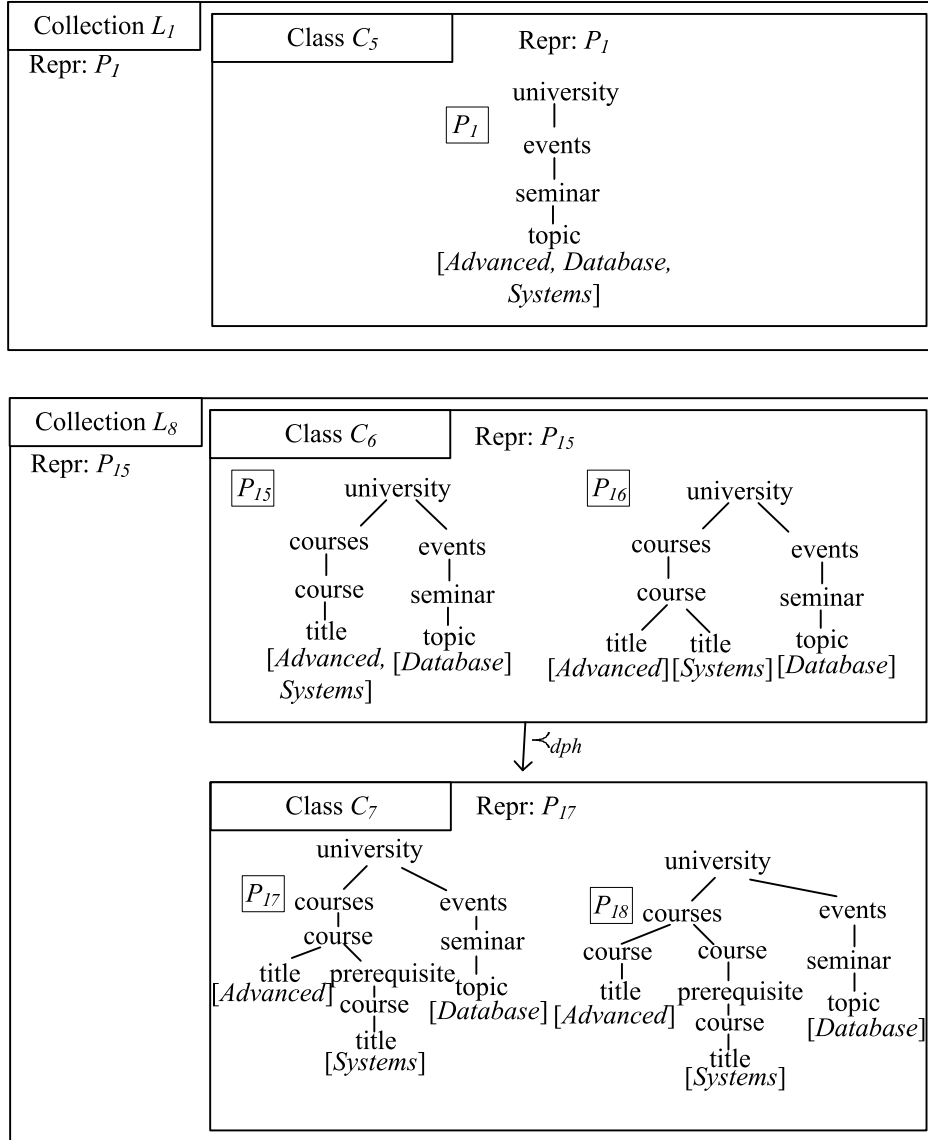 Collection L1
Repr: P1
Class C5
Repr: P1
P1
university
events
seminar
topic
[Advanced, Database,
Systems]
Collection L8
Repr: P15
Class C6
Repr: P15
P15
university
courses
events
course
seminar
title
topic
[Advanced,
Systems]
[Database]
P16
university
courses
events
course
seminar
title
title
topic
[Advanced]
[Systems]
[Database]
≺dph
Class C7
Repr: P17
P17
university
courses
events
course
seminar
title
prerequisite
topic
[Advanced]
course
[Database]
title
[Systems]
P18
university
courses
events
course
course
seminar
title
prerequisite
topic
[Advanced]
course
[Database]
title
[Systems]